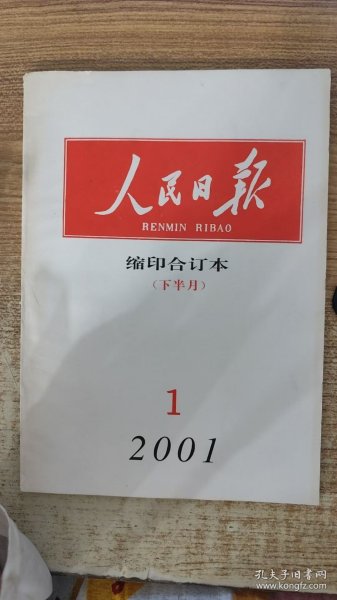 人民日报
RENMIN RIBAO
缩印合订本
（下半月）
1
2001
孔夫子旧书网
www.kongfz.com